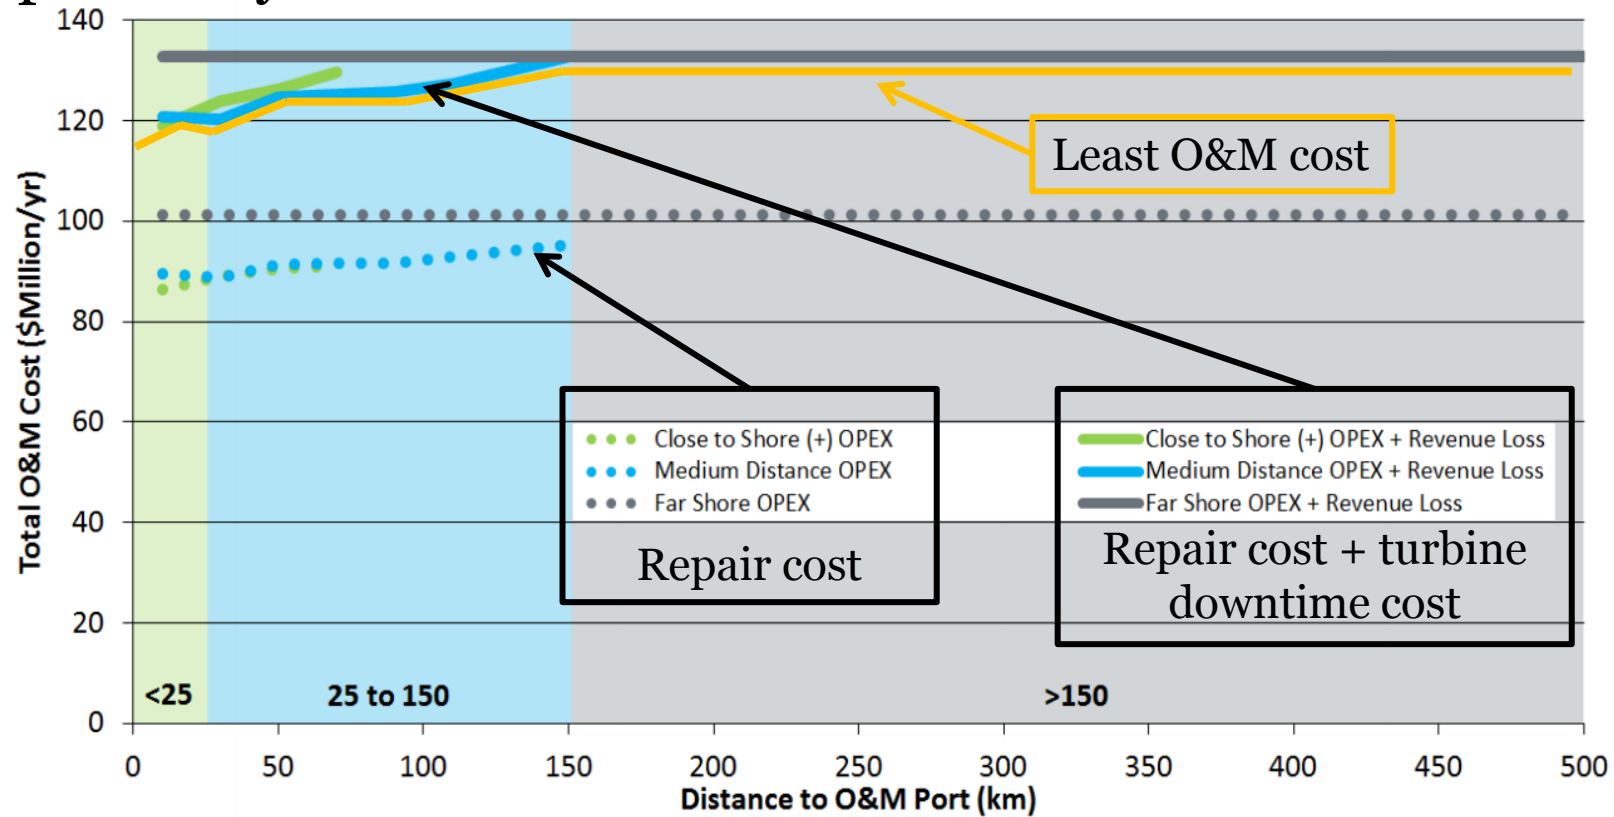 140
120
100
80
60
40
20
0
Total O&M Cost ($Million/yr)
Least O&M cost
Close to Shore (+) OPEX
Medium Distance OPEX
Far Shore OPEX
Repair cost
Close to Shore (+) OPEX + Revenue Loss
Medium Distance OPEX + Revenue Loss
Far Shore OPEX + Revenue Loss
Repair cost + turbine
downtime cost
<25
25 to 150
>150
0 50 100 150 200 250 300 350 400 450 500
Distance to O&M Port (km)